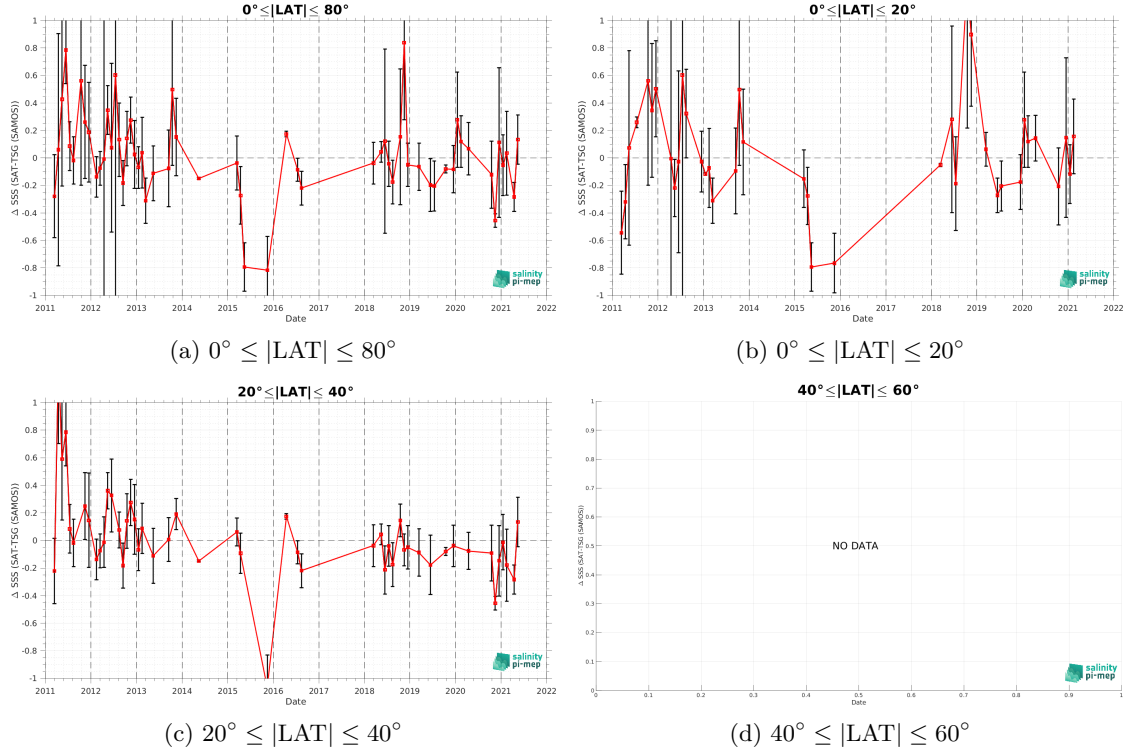 0°≤|LAT|≤ 80°
Δ SSS (SAT-TSG (SAMOS))
1
0.8
0.6
0.4
0.2
0
-0.2
-0.4
-0.6
-0.8
-1
2011 2012 2013 2014 2015 2016 2017 2018 2019 2020 2021 2022
Date
salinity
pi-mep
(a) 0° ≤ |LAT| ≤ 80°
0°≤|LAT|≤ 20°
Δ SSS (SAT-TSG (SAMOS))
1
0.8
0.6
0.4
0.2
0
-0.2
-0.4
-0.6
-0.8
-1
2011 2012 2013 2014 2015 2016 2017 2018 2019 2020 2021 2022
Date
salinity
pi-mep
(b) 0° ≤ |LAT| ≤ 20°
20°≤|LAT|≤ 40°
Δ SSS (SAT-TSG (SAMOS))
1
0.8
0.6
0.4
0.2
0
-0.2
-0.4
-0.6
-0.8
-1
2011 2012 2013 2014 2015 2016 2017 2018 2019 2020 2021 2022
Date
salinity
pi-mep
(c) 20° ≤ |LAT| ≤ 40°
40°≤|LAT|≤ 60°
Δ SSS (SAT-TSG (SAMOS))
1
0.9
0.8
0.7
0.6
0.5
0.4
0.3
0.2
0.1
0
NO DATA
0 0.1 0.2 0.3 0.4 0.5 0.6 0.7 0.8 0.9 1
Date
salinity
pi-mep
(d) 40° ≤ |LAT| ≤ 60°